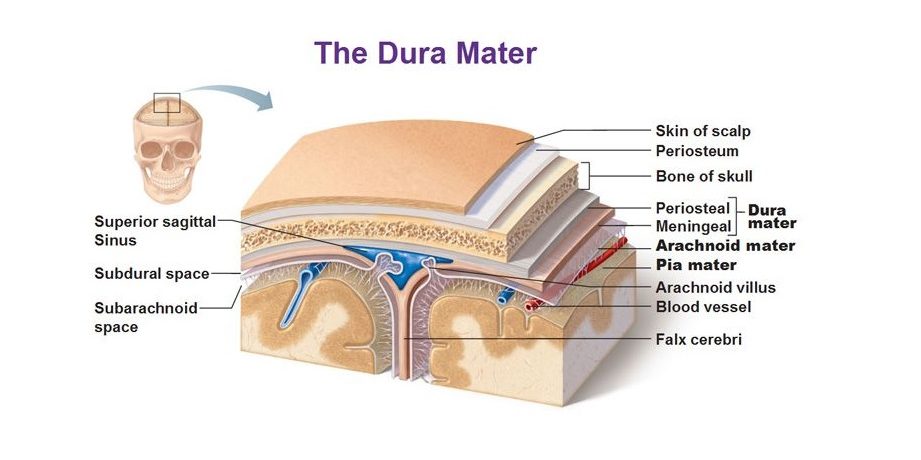 The Dura Mater
Skin of scalp
Periosteum
Bone of skull
Periosteal
Meningeal
Dura
mater
Arachnoid mater
Pia mater
Arachnoid villus
Blood vessel
Falx cerebri
Superior sagittal
Sinus
Subdural space
Subarachnoid
space